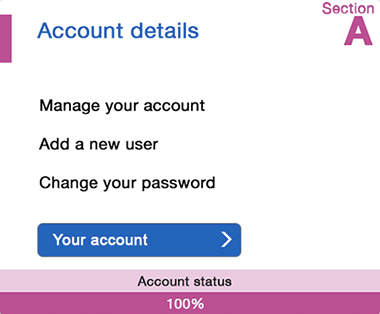 Section
A
Account details
Manage your account
Add a new user
Change your password
Your account
Account status
100%